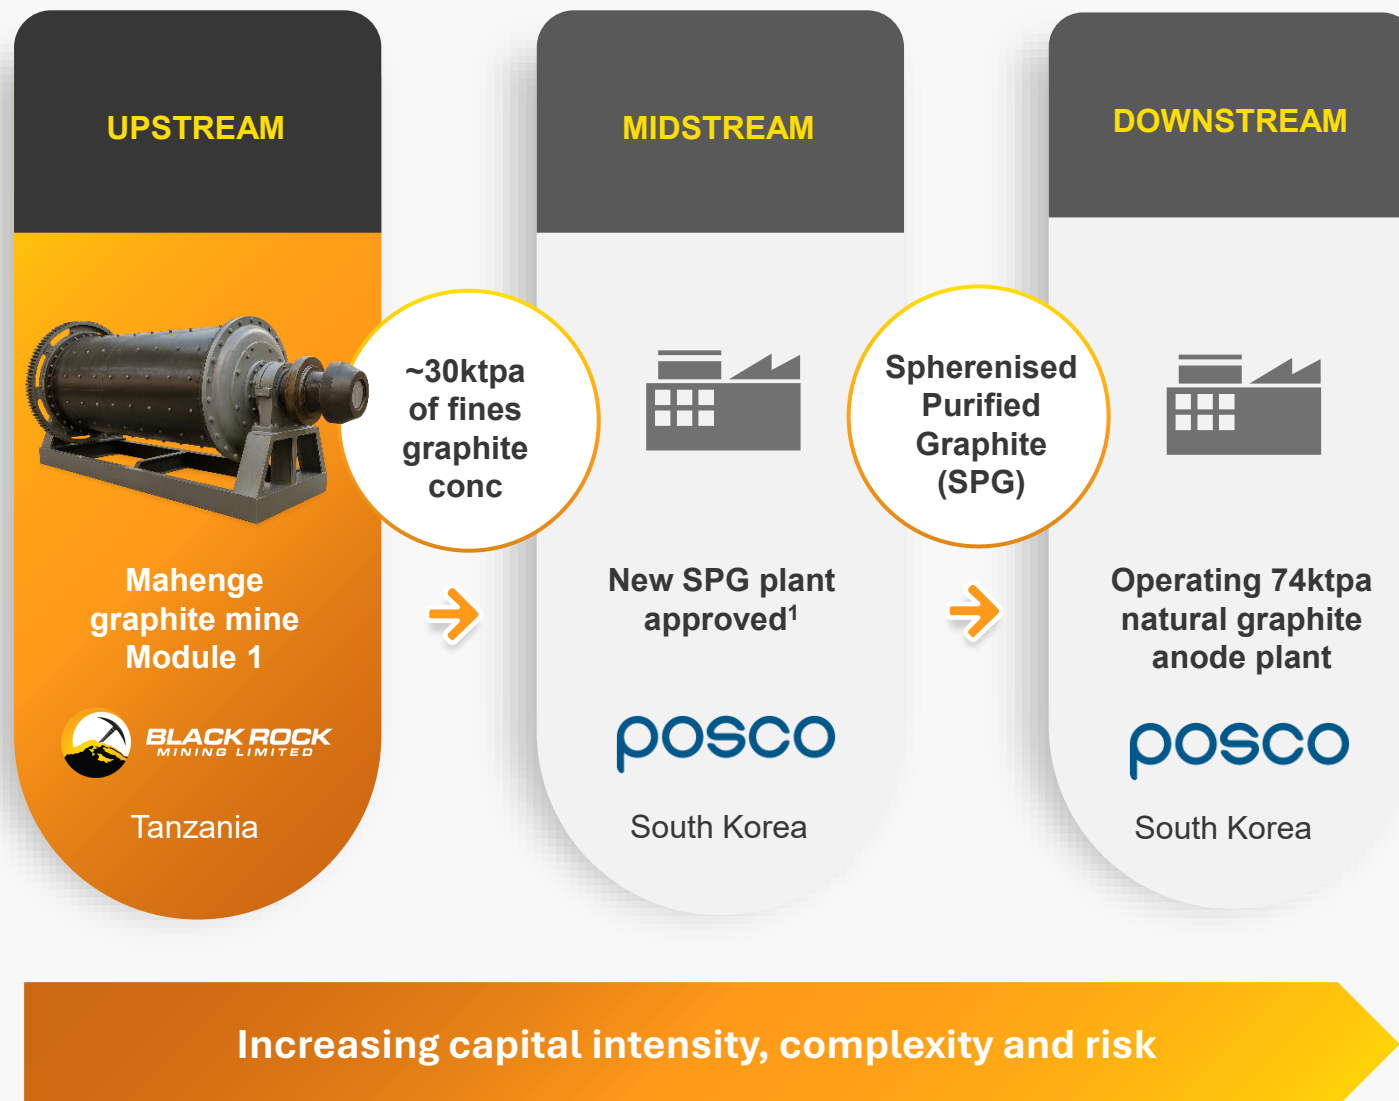 UPSTREAM
MIDSTREAM
DOWNSTREAM
~30ktpa
of fines
graphite
conc
Spherenised
Purified
Graphite
(SPG)
Mahenge
graphite mine
Module 1
New SPG plant
approved¹
Operating 74ktpa
natural graphite
anode plant
BLACK ROCK
MINING LIMITED
posco
posco
Tanzania
South Korea
South Korea
Increasing capital intensity, complexity and risk